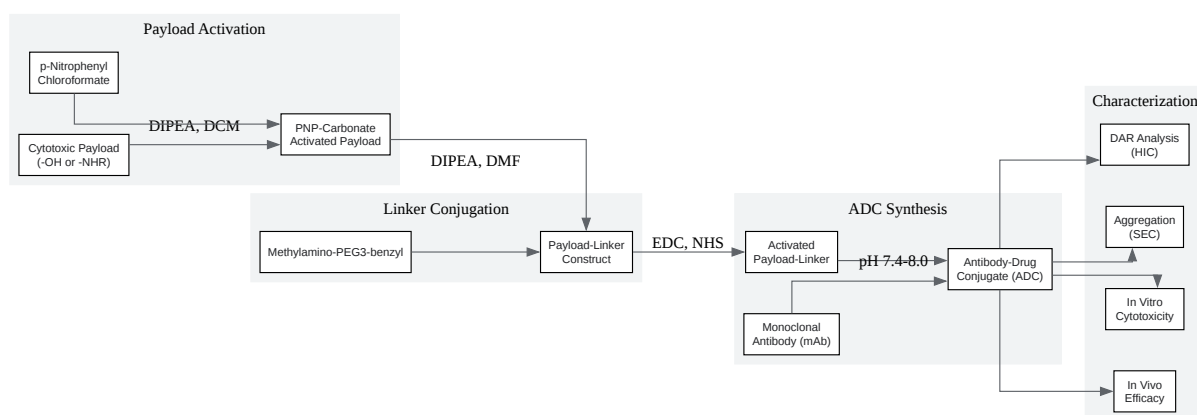 Payload Activation
p-Nitrophenyl
Chloroformate
DIPEA, DCM
Cytotoxic Payload
(-OH or -NHR)
PNP-Carbonate
Activated Payload
DIPEA, DMF
Linker Conjugation
Methylamino-PEG3-benzyl
Payload-Linker
Construct
EDC, NHS
ADC Synthesis
Activated
Payload-Linker
pH 7.4-8.0
Monoclonal
Antibody (mAb)
Antibody-Drug
Conjugate (ADC)
Characterization
DAR Analysis
(HIC)
Aggregation
(SEC)
In Vitro
Cytotoxicity
In Vivo
Efficacy